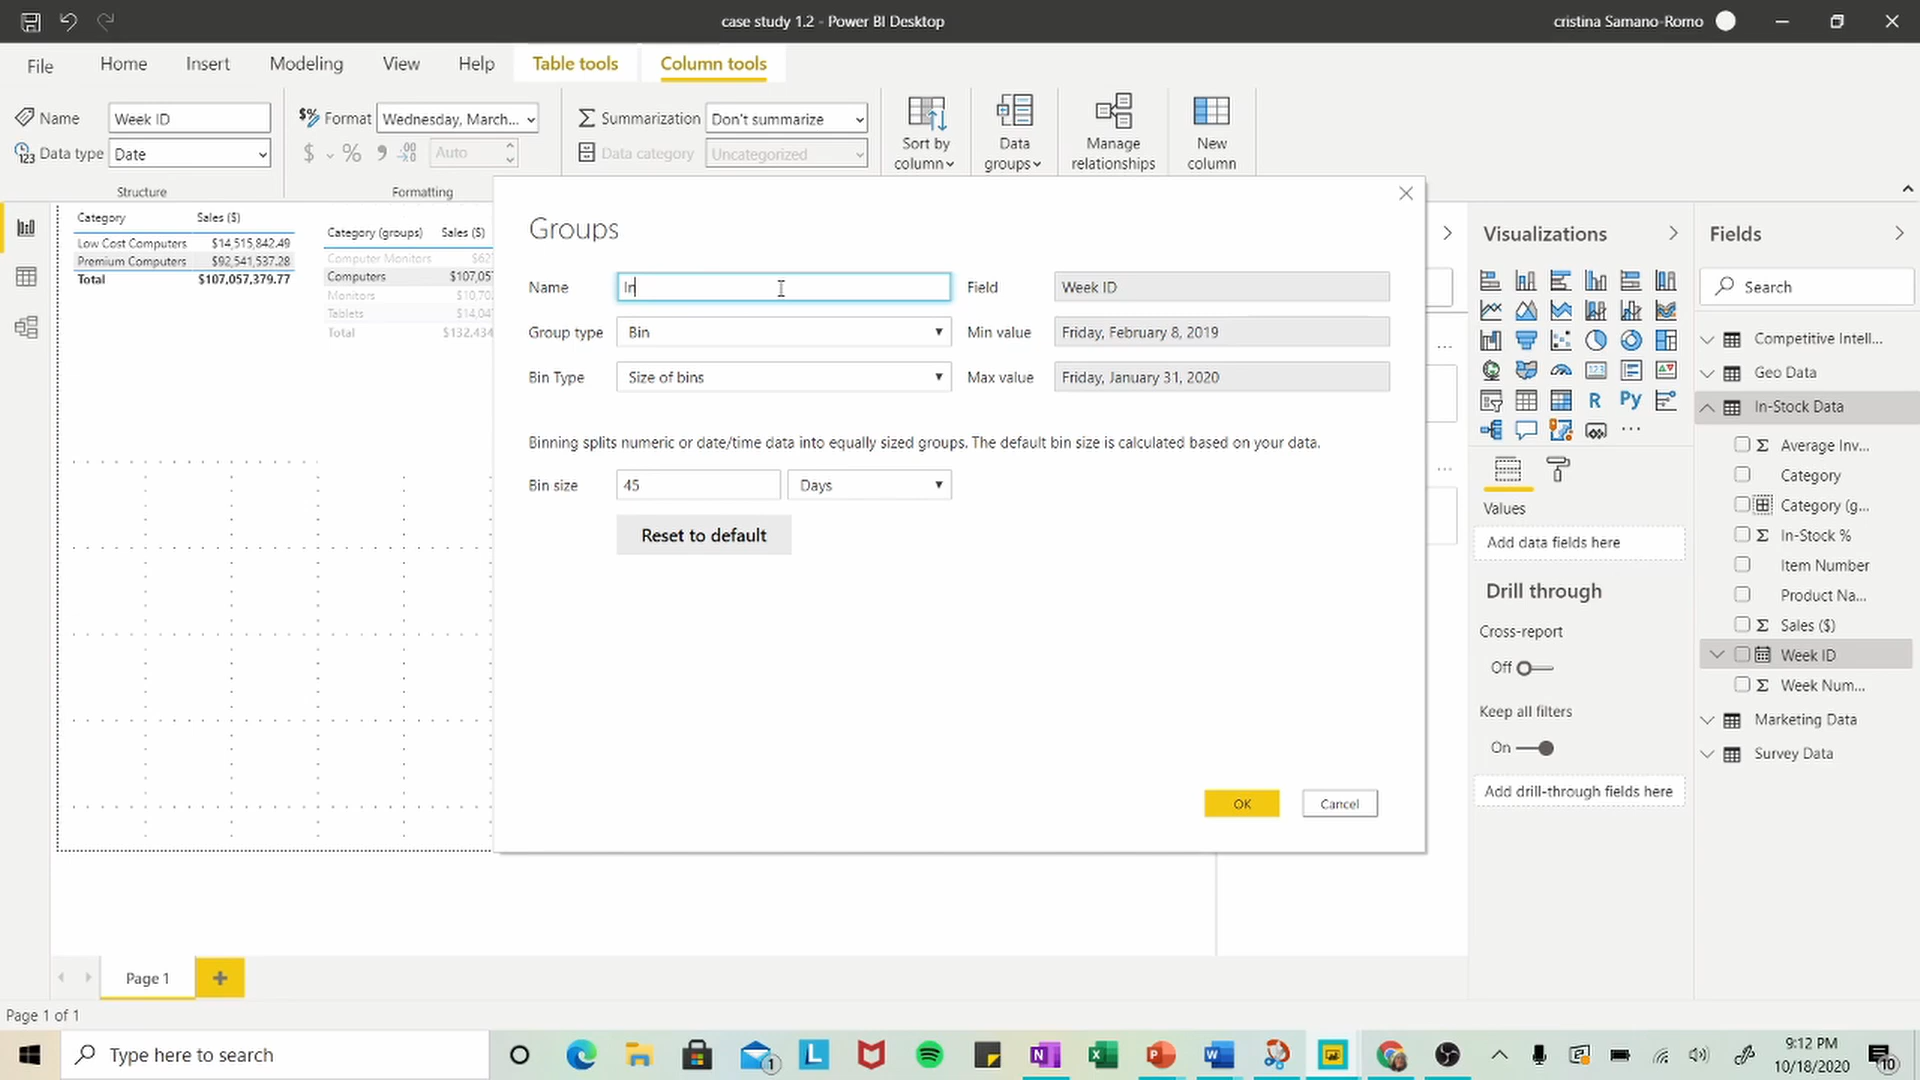 case study 1.2 - Power BI Desktop
cristina Samano-Romo
File Home Insert Modeling View Help Table tools Column tools
Name Week ID
Format Wednesday, March...
Summarization Don't summarize
Data type Date
$ % Auto
Data category Uncategorized
Sort by column
Data groups
Manage relationships
New column
Structure
Formatting
Category Sales ($)
Low Cost Computers $14,515,842.49
Premium Computers $92,541,537.28
Total $107,057,379.77
Category (groups) Sales ($)
Computer Monitors $62
Computers $107,05
Monitors $10,70
Tablets $14,04
Total $132,434
Groups
Name In
Field Week ID
Group type Bin
Min value Friday, February 8, 2019
Bin Type Size of bins
Max value Friday, January 31, 2020
Binning splits numeric or date/time data into equally sized groups. The default bin size is calculated based on your data.
Bin size 45 Days
Reset to default
OK Cancel
Visualizations
R Py
Values
Add data fields here
Drill through
Cross-report
Off
Keep all filters
On
Add drill-through fields here
Fields
Search
Competitive Intell...
Geo Data
In-Stock Data
Average Inv...
Category
Category (g...
In-Stock %
Item Number
Product Na...
Sales ($)
Week ID
Week Num...
Marketing Data
Survey Data
Page 1
Page 1 of 1
Type here to search
9:12 PM
10/18/2020
10